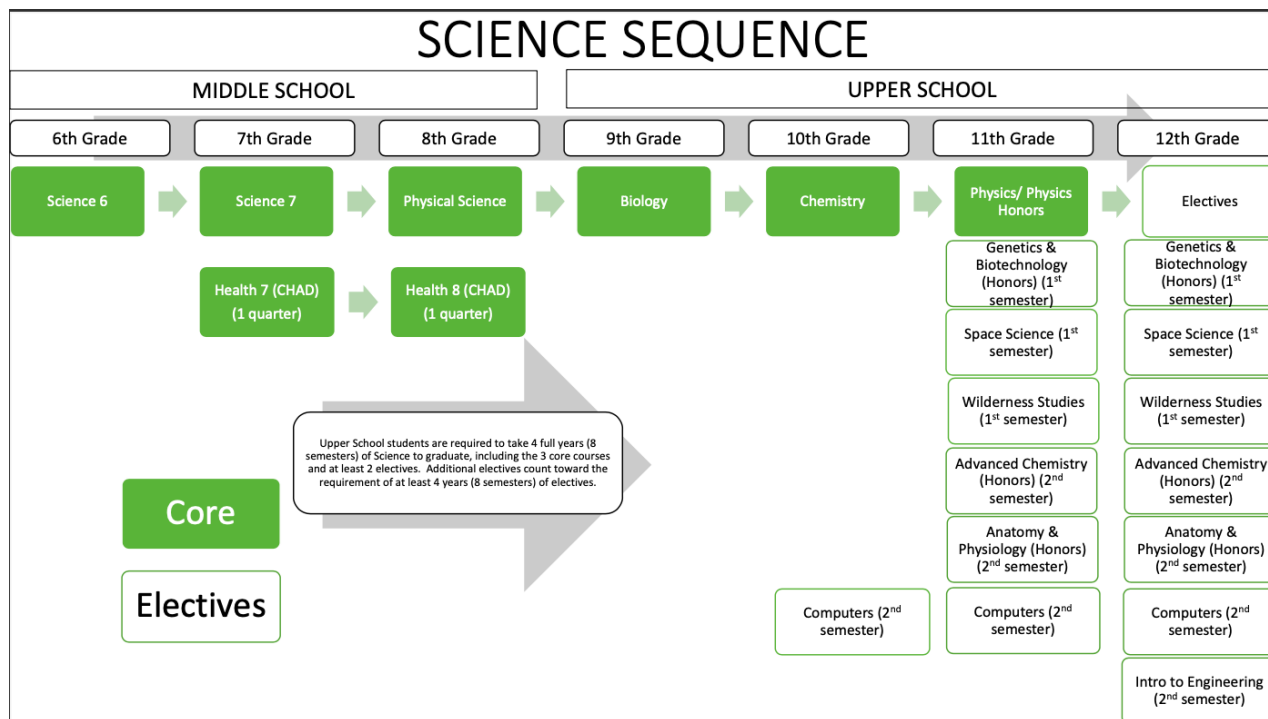 SCIENCE SEQUENCE
MIDDLE SCHOOL
UPPER SCHOOL
6th Grade
7th Grade
8th Grade
9th Grade
10th Grade
11th Grade
12th Grade
Science 6
Science 7
Physical Science
Biology
Chemistry
Physics/ Physics
Honors
Electives
Health 7 (CHAD)
(1 quarter)
Health 8 (CHAD)
(1 quarter)
Genetics &
Biotechnology
(Honors) (1st
semester)
Genetics &
Biotechnology
(Honors) (1st
semester)
Space Science (1st
semester)
Space Science (1st
semester)
Wilderness Studies
(1st semester)
Wilderness Studies
(1st semester)
Upper School students are required to take 4 full years (8
semesters) of Science to graduate, including the 3 core courses
and at least 2 electives.  Additional electives count toward the
requirement of at least 4 years (8 semesters) of electives.
Advanced Chemistry
(Honors) (2nd
semester)
Advanced Chemistry
(Honors) (2nd
semester)
Core
Anatomy &
Physiology (Honors)
(2nd semester)
Anatomy &
Physiology (Honors)
(2nd semester)
Electives
Computers (2nd
semester)
Computers (2nd
semester)
Computers (2nd
semester)
Intro to Engineering
(2nd semester)